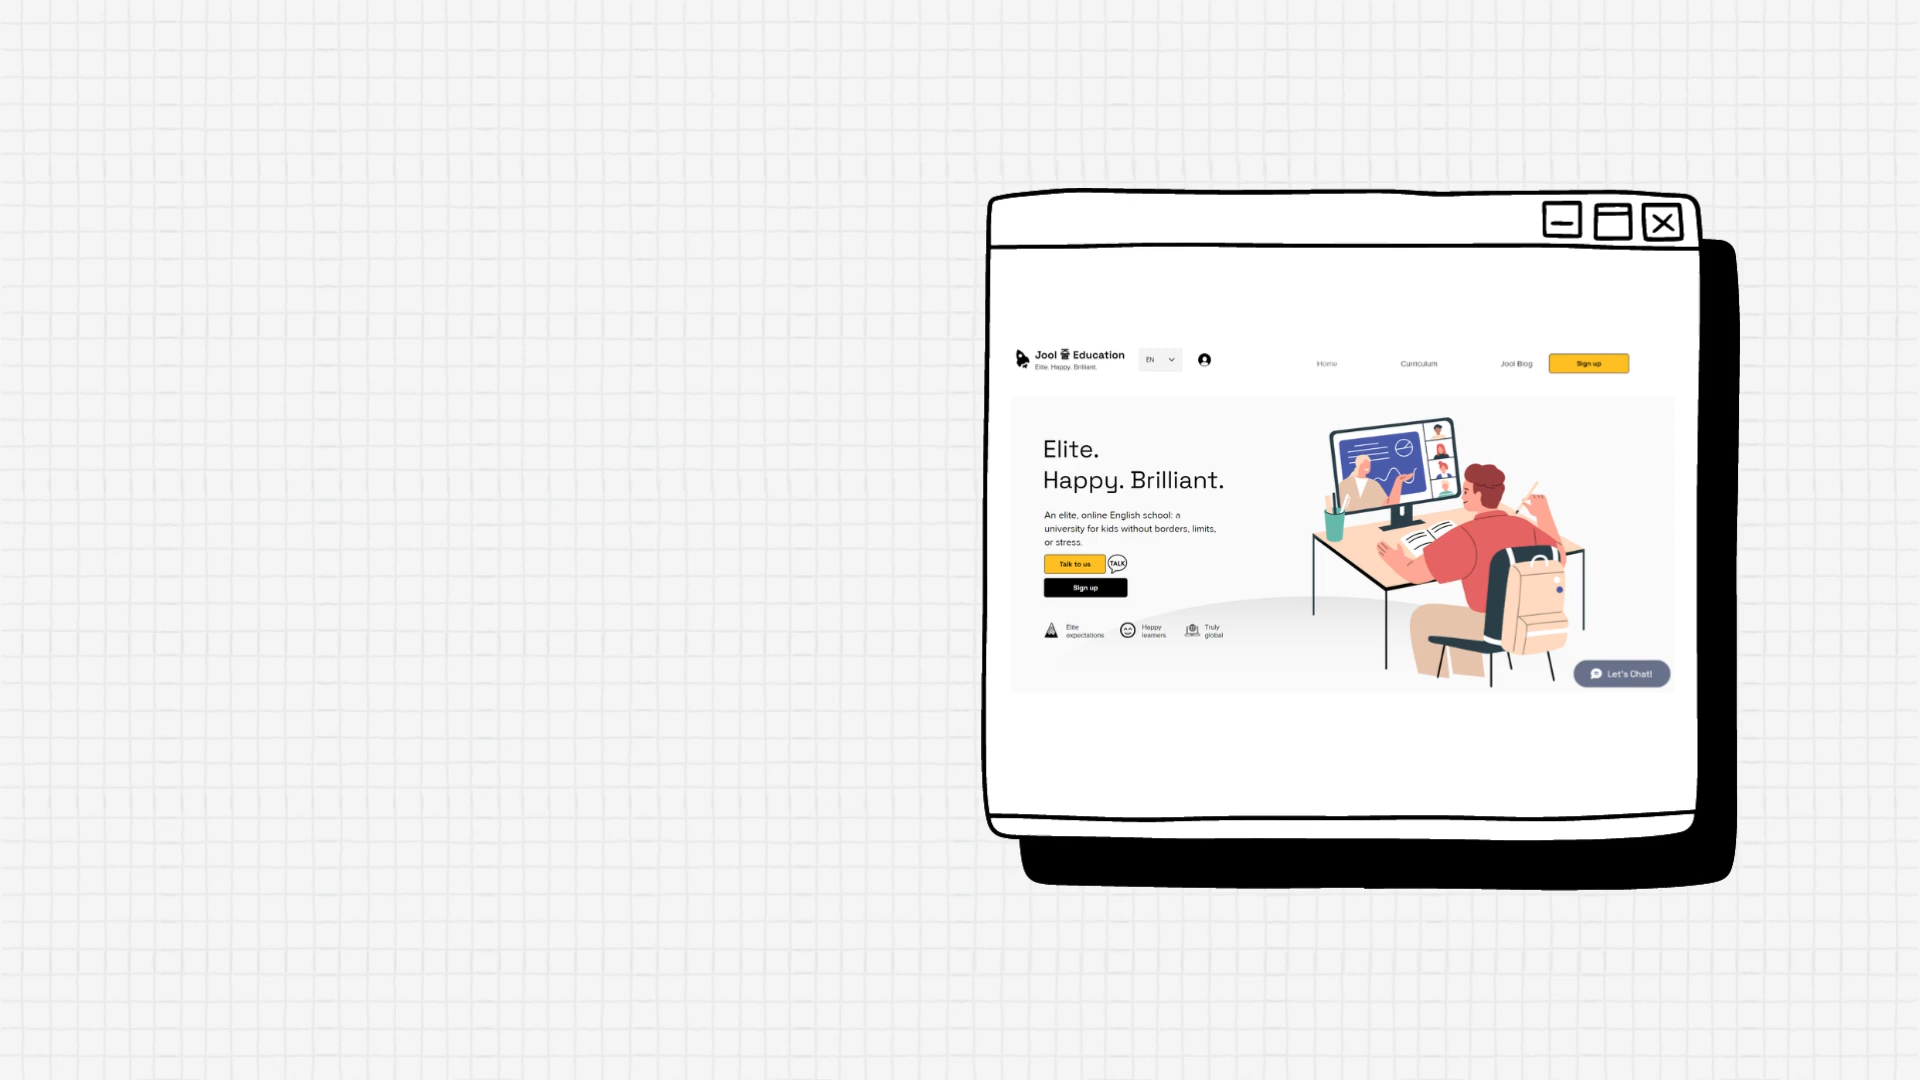 Jool 줄 Education
Elite. Happy. Brilliant.
EN
Home
Curriculum
Jool Blog
Sign up
Elite.
Happy. Brilliant.
An elite, online English school: a
university for kids without borders, limits,
or stress.
Talk to us
TALK
Sign up
Elite
expectations
Happy
learners
Truly
global
Let's Chat!